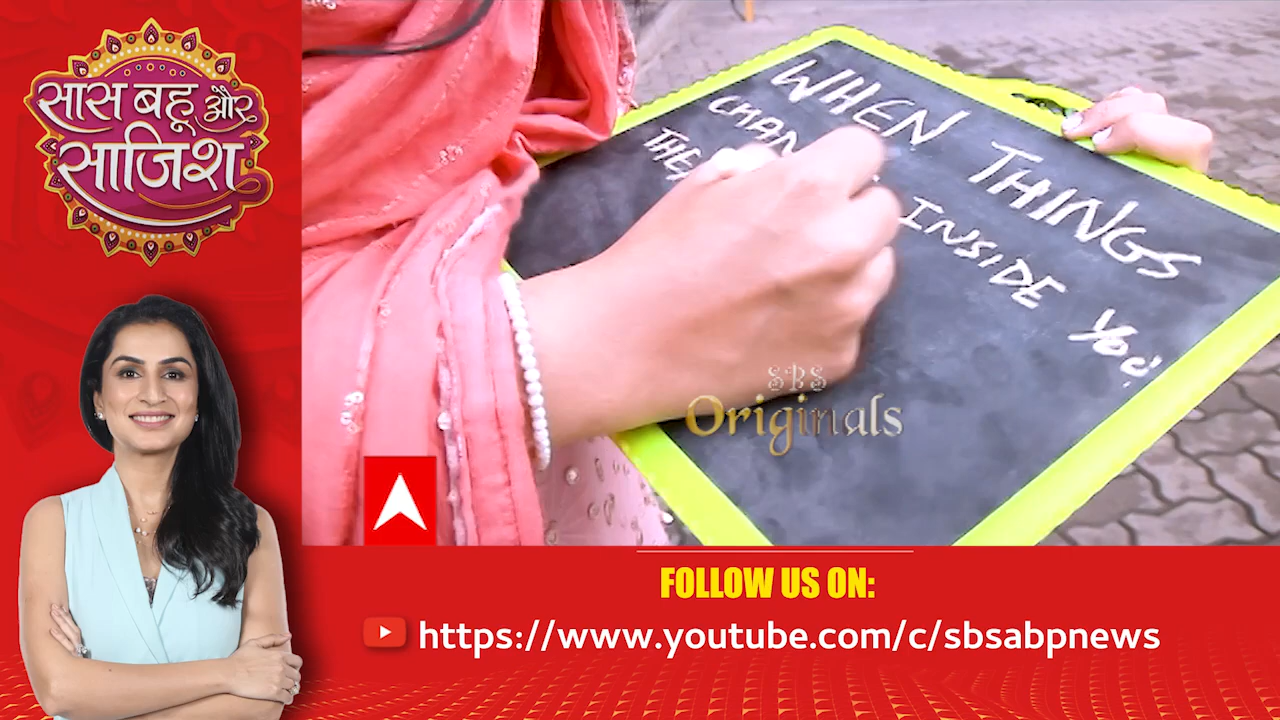 सास बहू और
साजिश
WHEN THINGS
INSIDE YOU
SBS
Originals
FOLLOW US ON:
https://www.youtube.com/c/sbsabpnews